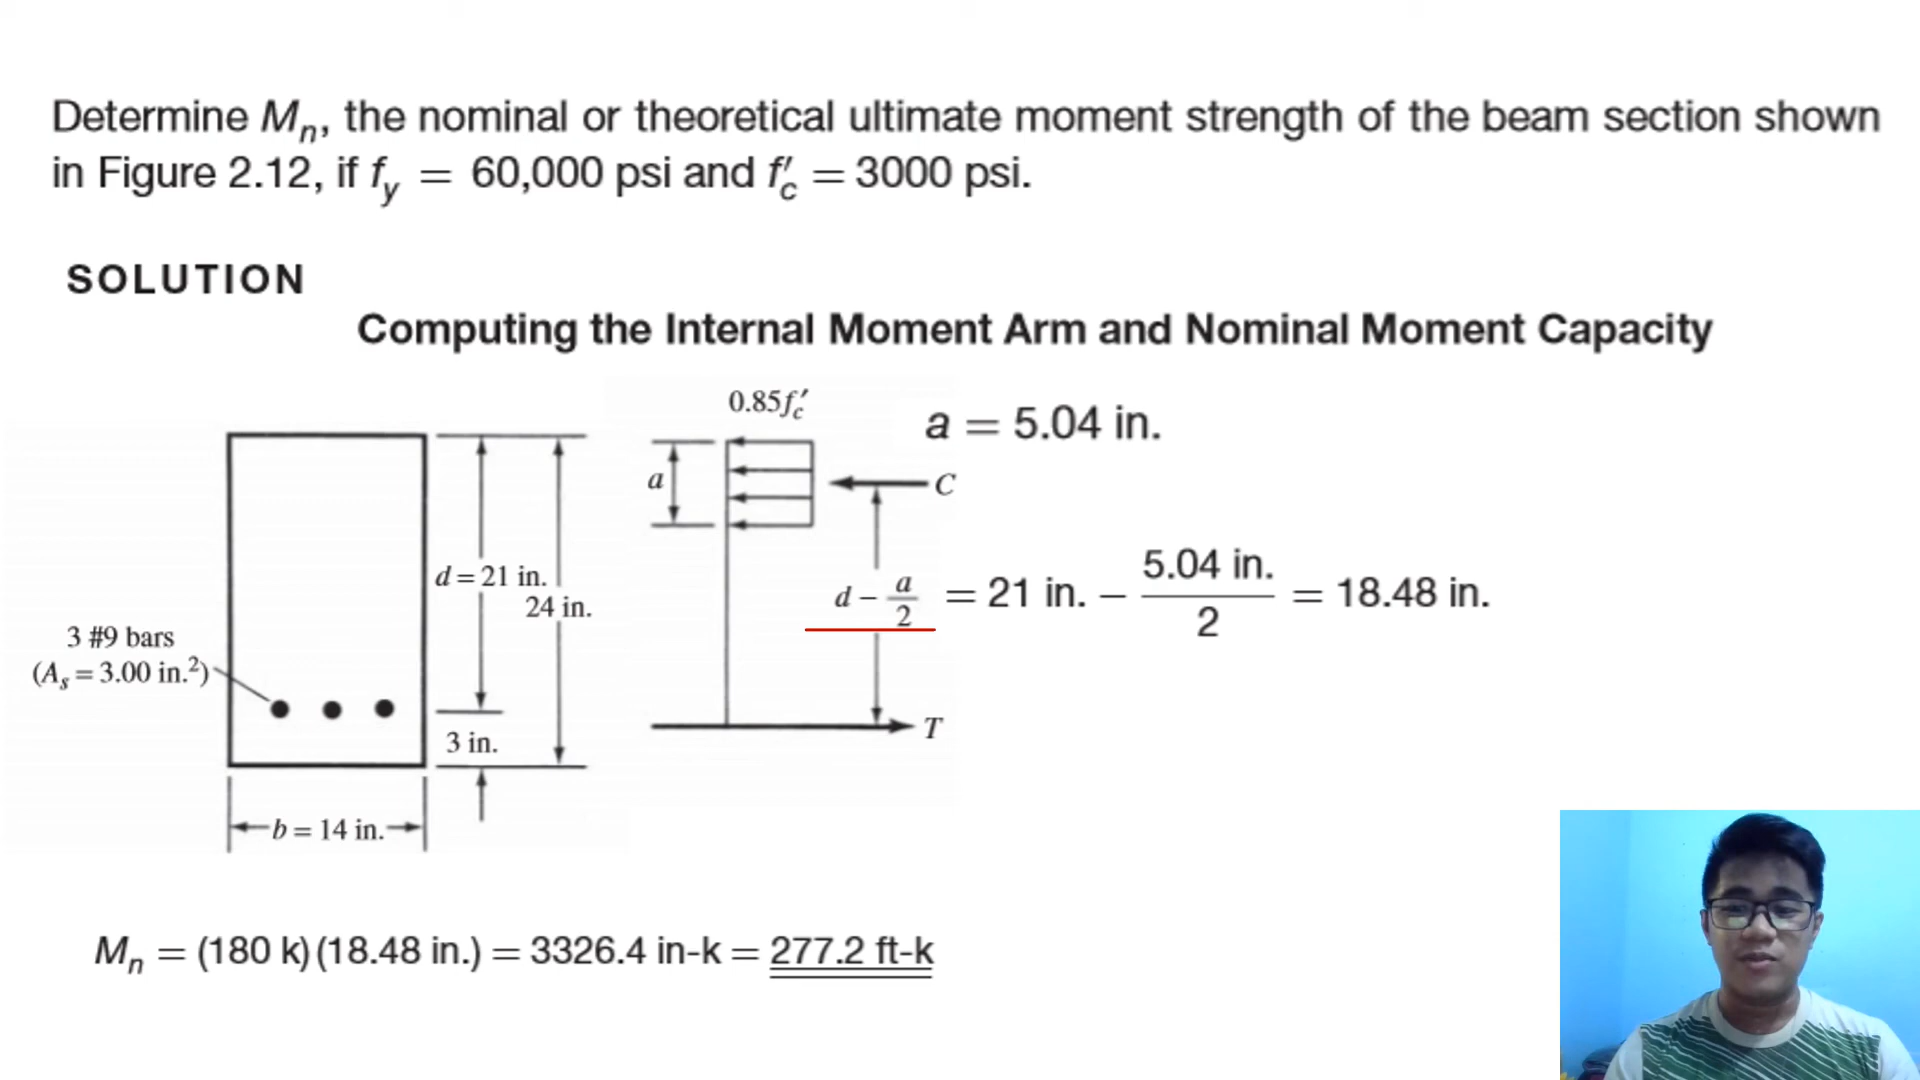 Determine Mn, the nominal or theoretical ultimate moment strength of the beam section shown
in Figure 2.12, if fy = 60,000 psi and f′c = 3000 psi.
SOLUTION
Computing the Internal Moment Arm and Nominal Moment Capacity
0.85f′c
a = 5.04 in.
a
C
d = 21 in.
24 in.
d − a/2 = 21 in. − 5.04 in./2 = 18.48 in.
3 #9 bars
(As = 3.00 in.²)
3 in.
T
b = 14 in.
Mn = (180 k)(18.48 in.) = 3326.4 in-k = 277.2 ft-k